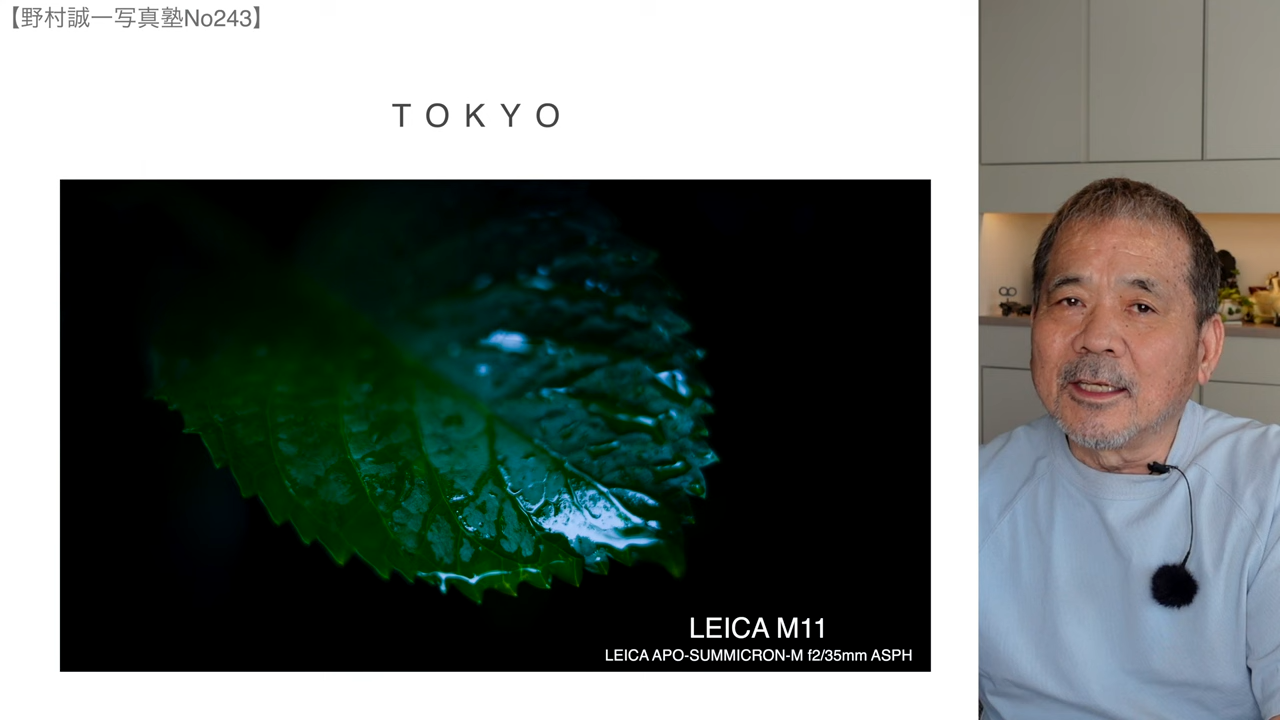 【野村誠一写真塾No243】
TOKYO
LEICA M11
LEICA APO-SUMMICRON-M f2/35mm ASPH